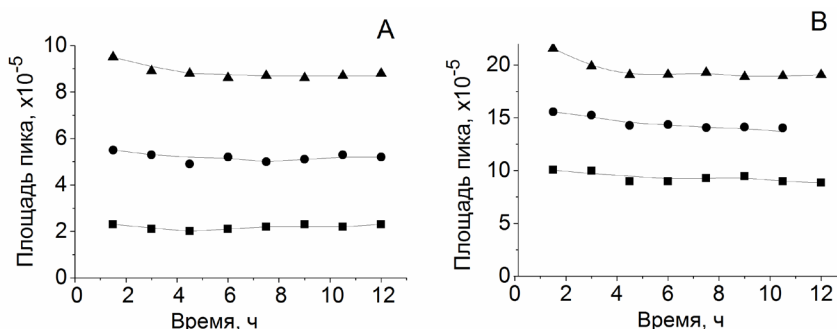 A
Площадь пика, x10⁻⁵
10
8
6
4
2
0
0 2 4 6 8 10 12
Время, ч
B
Площадь пика, x10⁻⁵
20
15
10
5
0
0 2 4 6 8 10 12
Время, ч